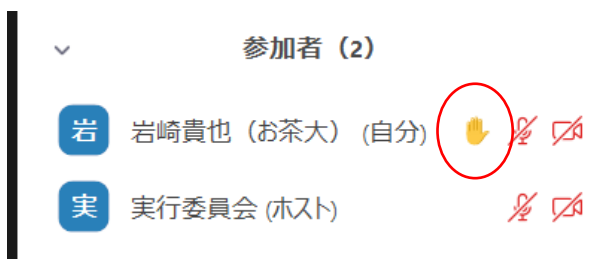 参加者（2）
岩 岩崎貴也（お茶大） (自分)
実 実行委員会 (ホスト)